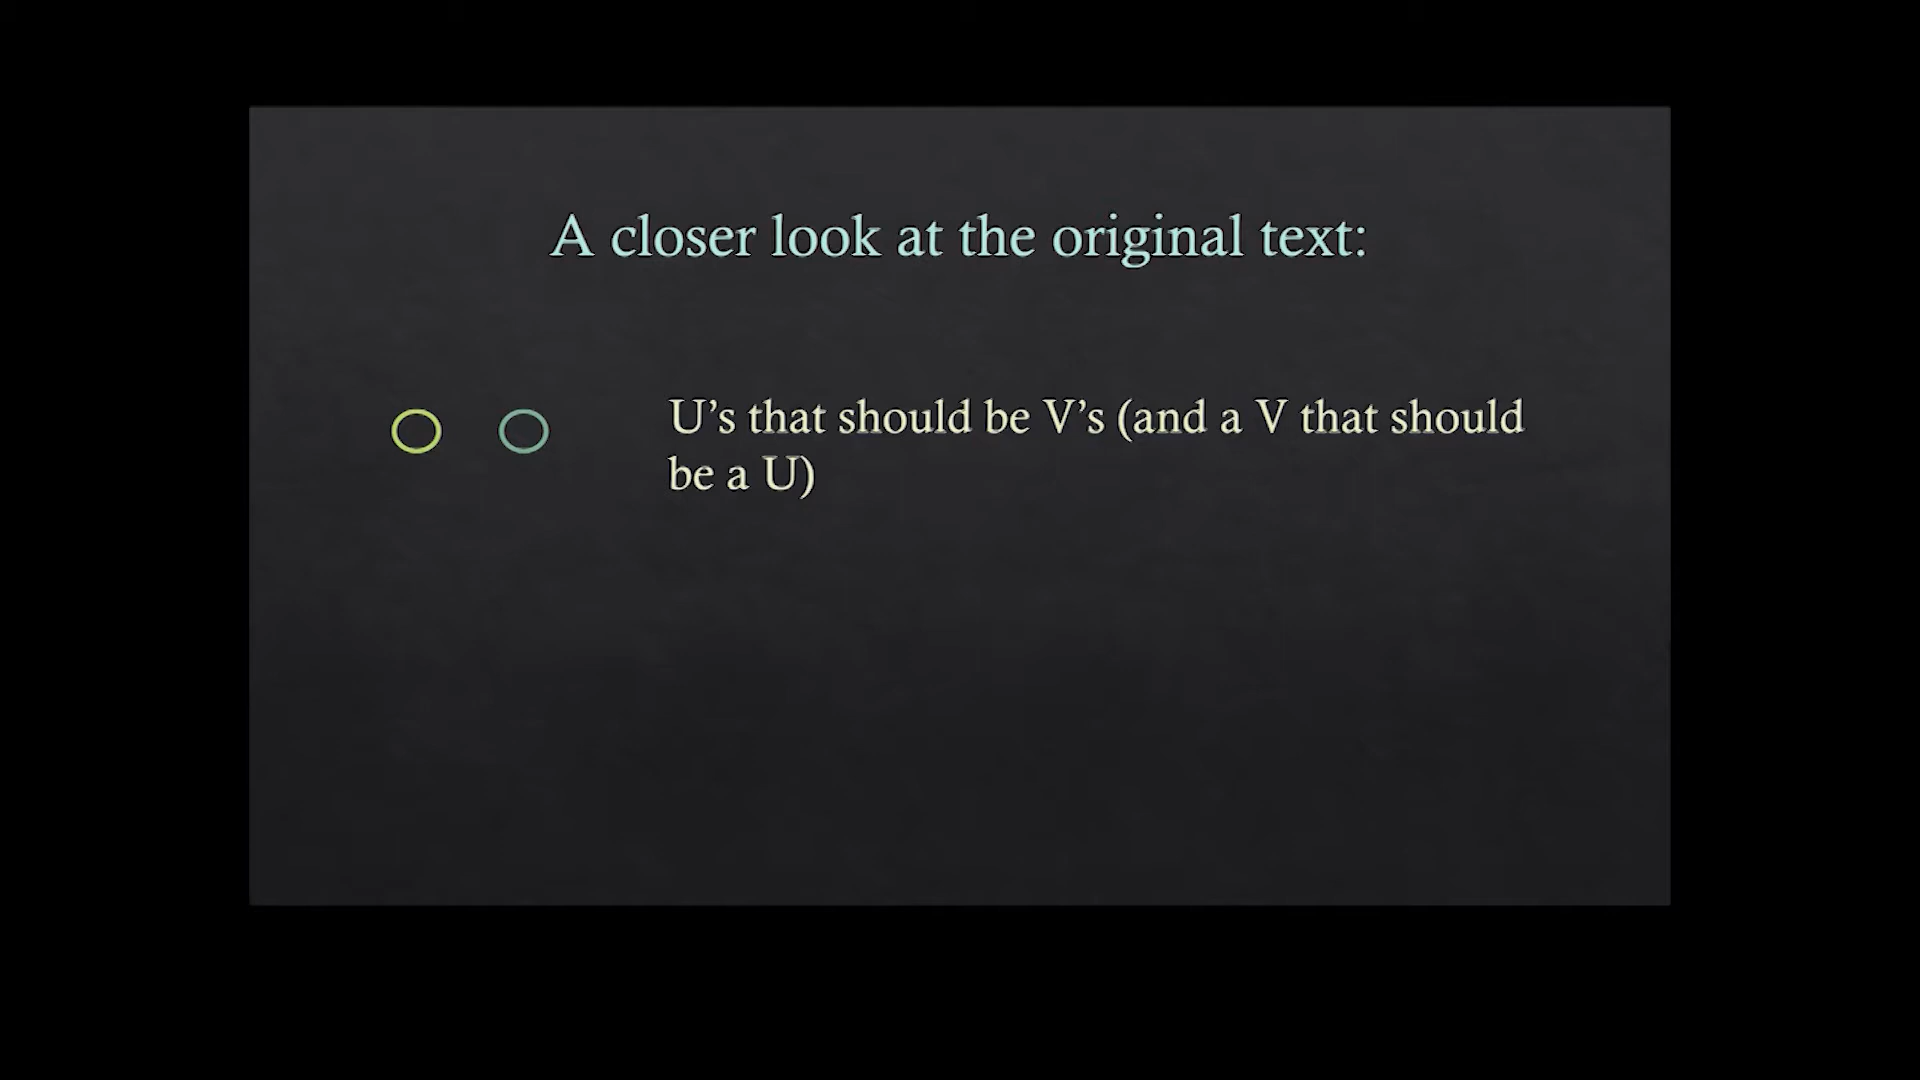 A closer look at the original text:
U’s that should be V’s (and a V that should
be a U)